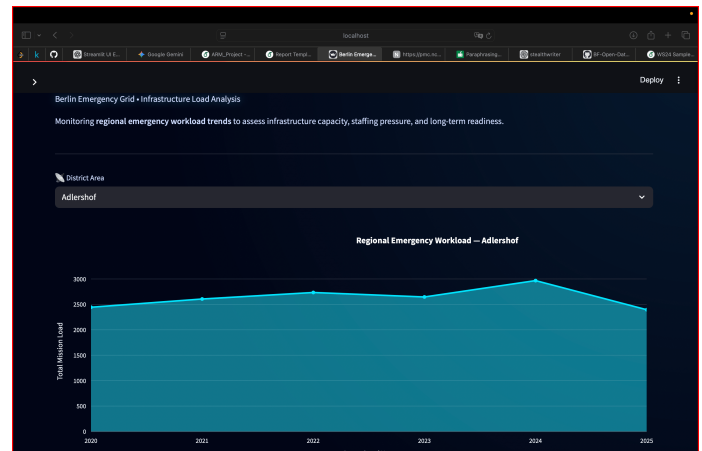 localhost
Streamlit UI E...
Google Gemini
ARM_Project –...
Report Templ...
Berlin Emerge...
https://pmc.nc...
Paraphrasing...
stealthwriter
BF-Open-Dat...
WS24 Sample...
Deploy
Berlin Emergency Grid • Infrastructure Load Analysis
Monitoring regional emergency workload trends to assess infrastructure capacity, staffing pressure, and long-term readiness.
District Area
Adlershof
Regional Emergency Workload — Adlershof
Total Mission Load
3000
2500
2000
1500
1000
500
0
2020 2021 2022 2023 2024 2025